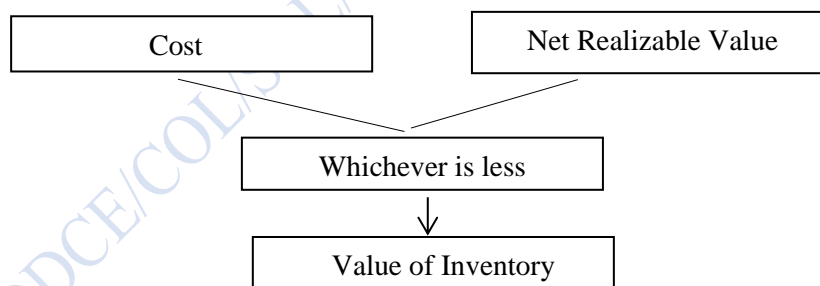 Cost
Net Realizable Value
Whichever is less
Value of Inventory